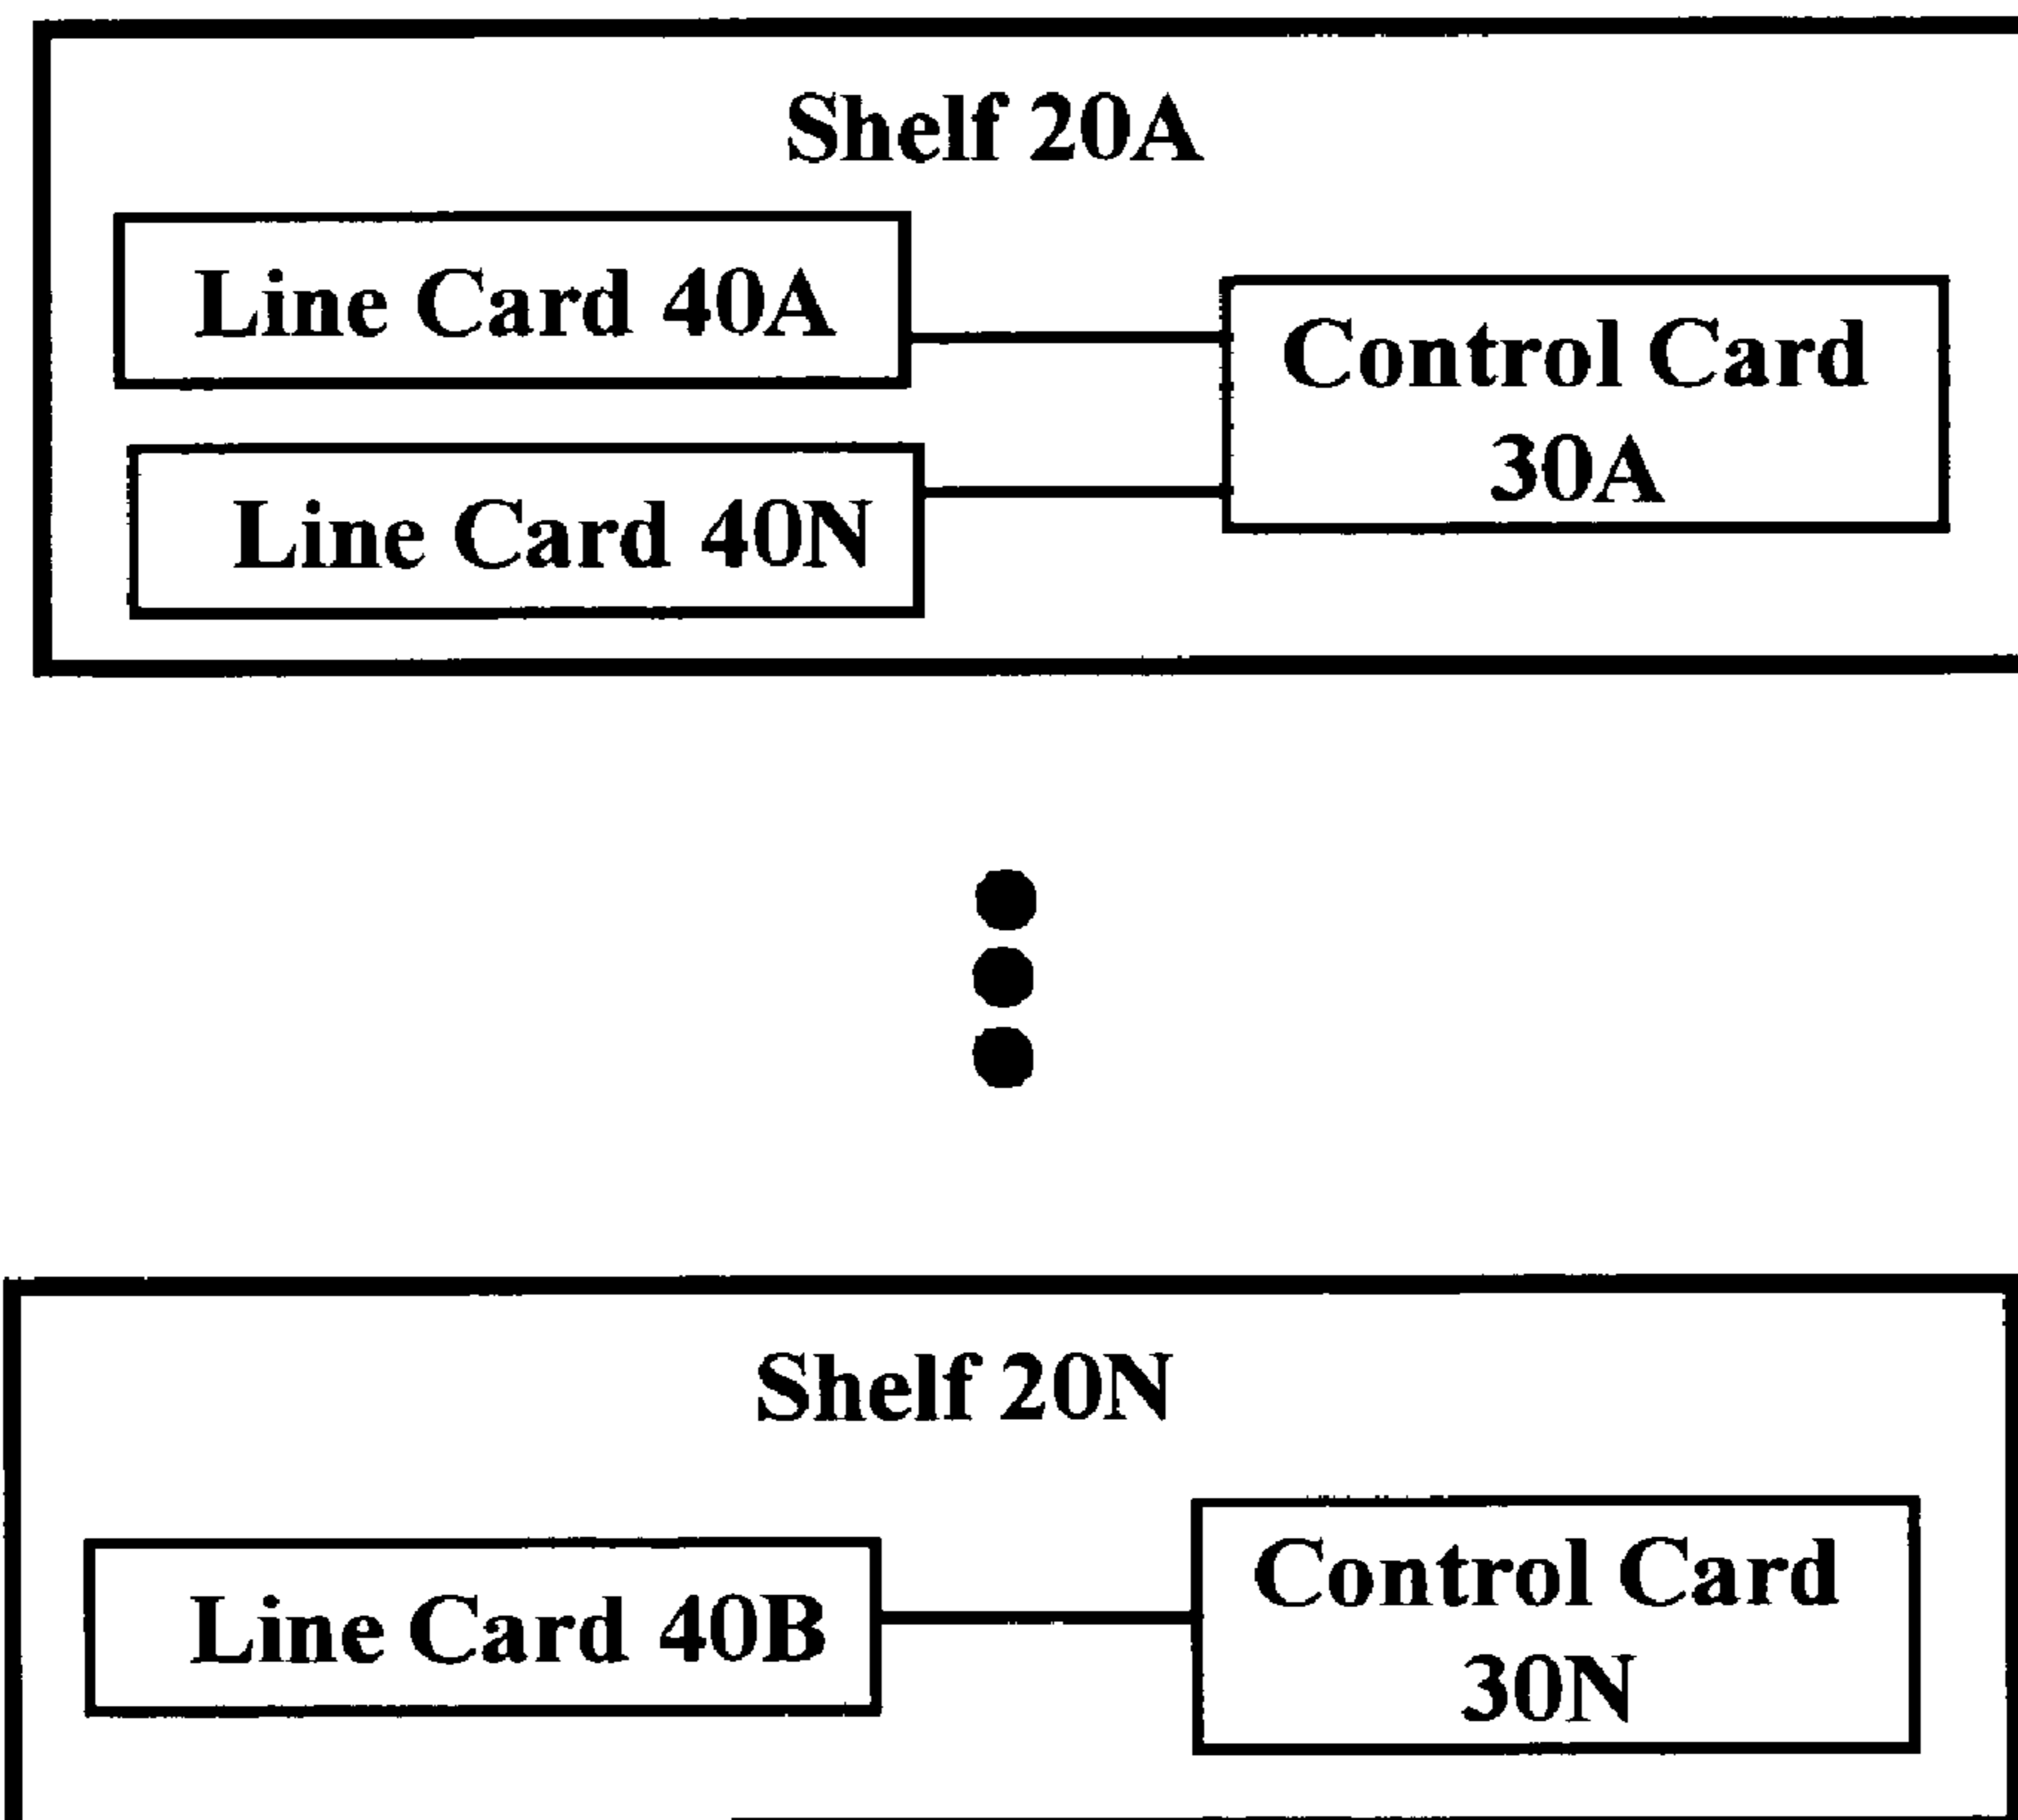 Shelf 20A
Line Card 40A
Control Card
30A
Line Card 40N
Shelf 20N
Control Card
30N
Line Card 40B